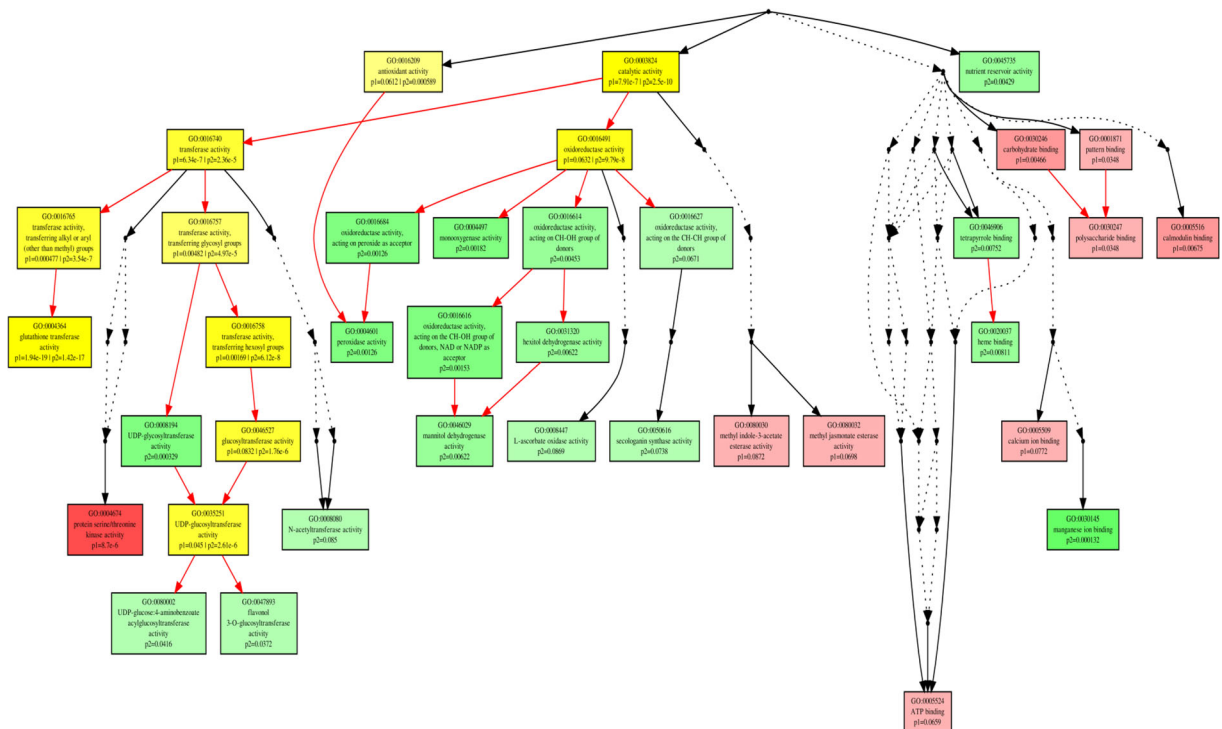 GO:0016209
antioxidant activity
p1=0.0612 | p2=0.000589
GO:0003824
catalytic activity
p1=7.91e-7 | p2=2.5e-10
GO:0045735
nutrient reservoir activity
p2=0.00429
GO:0016740
transferase activity
p1=6.34e-7 | p2=2.36e-5
GO:0016491
oxidoreductase activity
p1=0.0632 | p2=9.79e-8
GO:0030246
carbohydrate binding
p1=0.00466
GO:0001871
pattern binding
p1=0.0348
GO:0016765
transferase activity,
transferring alkyl or aryl
(other than methyl) groups
p1=0.000477 | p2=3.54e-7
GO:0016757
transferase activity,
transferring glycosyl groups
p1=0.00482 | p2=4.97e-5
GO:0016684
oxidoreductase activity,
acting on peroxide as acceptor
p2=0.00126
GO:0004497
monooxygenase activity
p2=0.00182
GO:0016614
oxidoreductase activity,
acting on CH-OH group of
donors
p2=0.00453
GO:0016627
oxidoreductase activity,
acting on the CH-CH group of
donors
p2=0.0671
GO:0046906
tetrapyrrole binding
p2=0.00752
GO:0030247
polysaccharide binding
p1=0.0348
GO:0005516
calmodulin binding
p1=0.00675
GO:0004364
glutathione transferase
activity
p1=1.94e-19 | p2=1.42e-17
GO:0016758
transferase activity,
transferring hexosyl groups
p1=0.00169 | p2=6.12e-8
GO:0004601
peroxidase activity
p2=0.00126
GO:0016616
oxidoreductase activity,
acting on the CH-OH group of
donors, NAD or NADP as
acceptor
p2=0.00153
GO:0031320
hexitol dehydrogenase activity
p2=0.00622
GO:0020037
heme binding
p2=0.00811
GO:0008194
UDP-glycosyltransferase
activity
p2=0.000329
GO:0046527
glucosyltransferase activity
p1=0.0832 | p2=1.76e-6
GO:0046029
mannitol dehydrogenase
activity
p2=0.00622
GO:0008447
L-ascorbate oxidase activity
p2=0.0869
GO:0050616
secologanin synthase activity
p2=0.0738
GO:0080030
methyl indole-3-acetate
esterase activity
p1=0.0872
GO:0080032
methyl jasmonate esterase
activity
p1=0.0698
GO:0005509
calcium ion binding
p1=0.0772
GO:0004674
protein serine/threonine
kinase activity
p1=8.7e-6
GO:0035251
UDP-glucosyltransferase
activity
p1=0.045 | p2=2.61e-6
GO:0008080
N-acetyltransferase activity
p2=0.085
GO:0030145
manganese ion binding
p2=0.000132
GO:0080002
UDP-glucose:4-aminobenzoate
acylglucosyltransferase
activity
p2=0.0416
GO:0047893
flavonol
3-O-glucosyltransferase
activity
p2=0.0372
GO:0005524
ATP binding
p1=0.0659